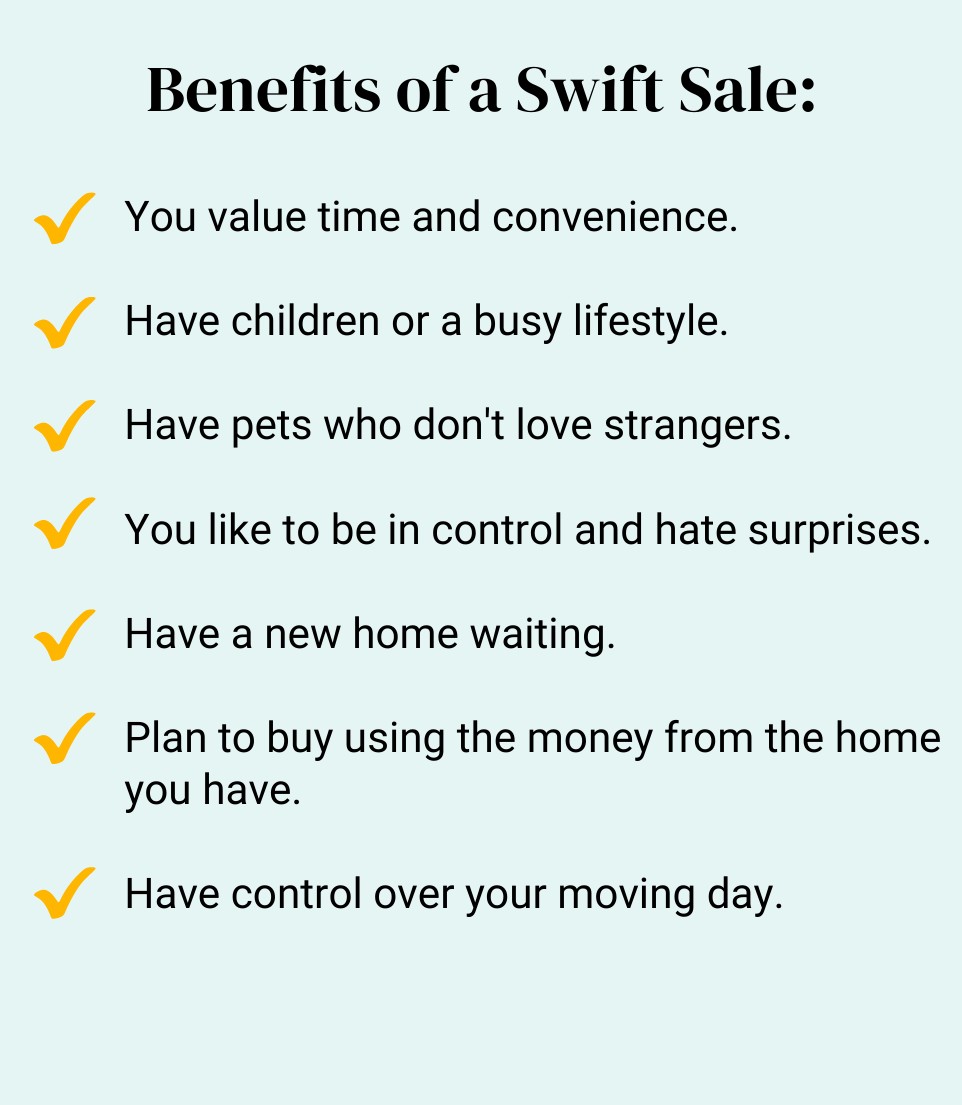 Benefits of a Swift Sale:
You value time and convenience.
Have children or a busy lifestyle.
Have pets who don't love strangers.
You like to be in control and hate surprises.
Have a new home waiting.
Plan to buy using the money from the home
you have.
Have control over your moving day.